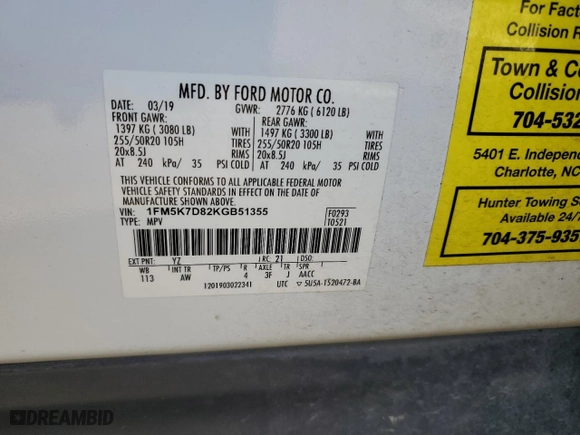 MFD. BY FORD MOTOR CO.
DATE: 03/19 GVWR: 2776 KG ( 6120 LB)
FRONT GAWR: REAR GAWR:
1397 KG ( 3080 LB) WITH 1497 KG ( 3300 LB) WITH
255/50R20 105H TIRES 255/50R20 105H TIRES
20x8.5J RIMS 20x8.5J RIMS
AT 240 kPa/ 35 PSI COLD AT 240 kPa/ 35 PSI COLD
THIS VEHICLE CONFORMS TO ALL APPLICABLE FEDERAL MOTOR
VEHICLE SAFETY STANDARDS IN EFFECT ON THE DATE OF
MANUFACTURE SHOWN ABOVE.
VIN: 1FM5K7D82KGB51355 F0293
TYPE: MPV T0521
EXT PNT: YZ RC: 21 DSO:
WB INT TR TP/PS R AXLE TR SPR
113 AW 4 3F J AACC
1201903022341 UTC ▽ 5U5A-1520472-BA
For Fact
Collision R
Town & Co
Collision
704-532
5401 E. Indepen
Charlotte, NC
Hunter Towing S
Available 24/7
704-375-935
DREAMBID